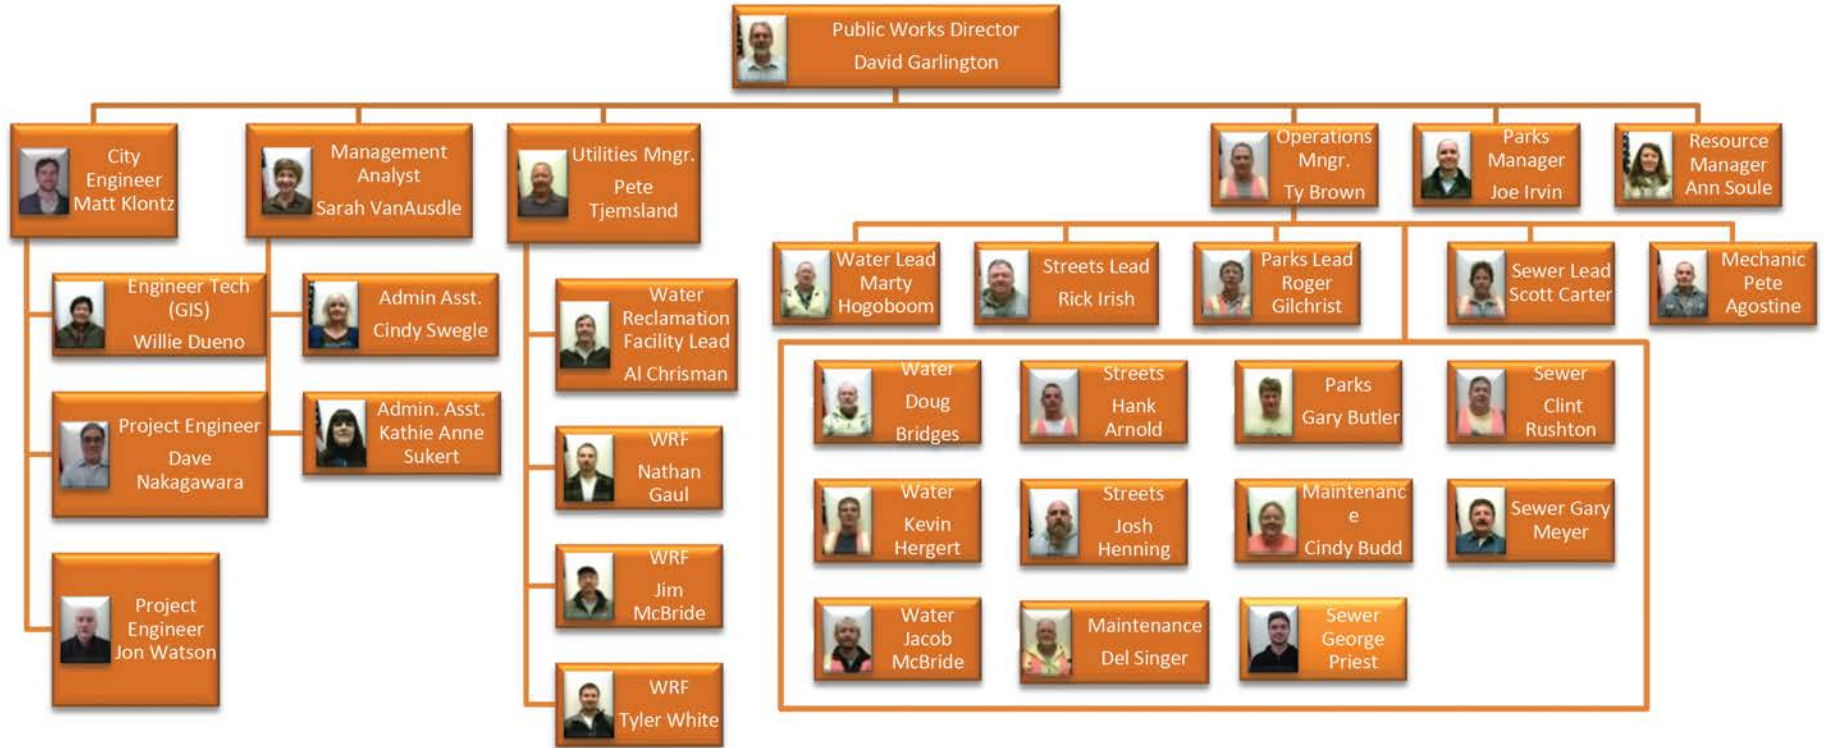 Public Works Director
David Garlington
City
Engineer
Matt Klontz
Management
Analyst
Sarah VanAusdle
Utilities Mngr.
Pete
Tjemsland
Operations
Mngr.
Ty Brown
Parks
Manager
Joe Irvin
Resource
Manager
Ann Soule
Engineer Tech
(GIS)
Willie Dueno
Project Engineer
Dave
Nakagawara
Project
Engineer
Jon Watson
Admin Asst.
Cindy Swegle
Admin. Asst.
Kathie Anne
Sukert
Water
Reclamation
Facility Lead
Al Chrisman
WRF
Nathan
Gaul
WRF
Jim
McBride
WRF
Tyler White
Water Lead
Marty
Hogoboom
Streets Lead
Rick Irish
Parks Lead
Roger
Gilchrist
Sewer Lead
Scott Carter
Mechanic
Pete
Agostine
Water
Doug
Bridges
Streets
Hank
Arnold
Parks
Gary Butler
Sewer
Clint
Rushton
Water
Kevin
Hergert
Streets
Josh
Henning
Maintenanc
e
Cindy Budd
Sewer Gary
Meyer
Water
Jacob
McBride
Maintenance
Del Singer
Sewer
George
Priest